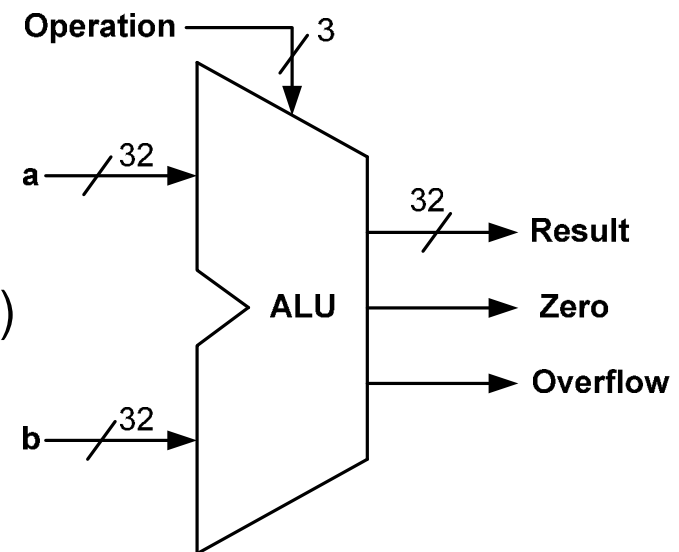 Operation
3
a
32
32
Result
)
ALU
Zero
Overflow
b
32